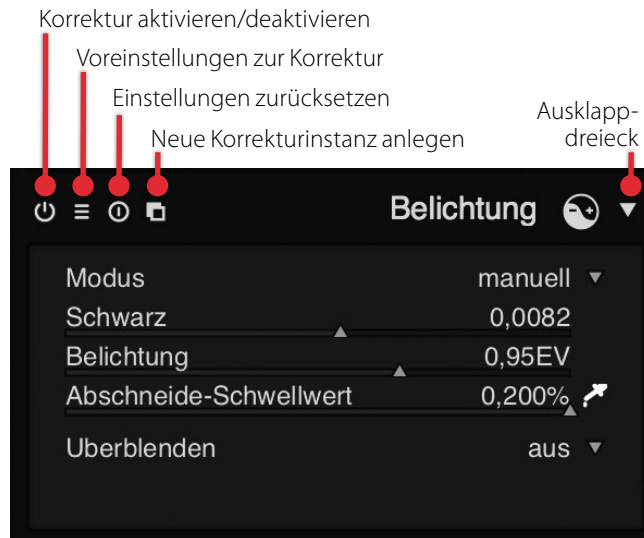 Korrektur aktivieren/deaktivieren
Voreinstellungen zur Korrektur
Einstellungen zurücksetzen
Neue Korrekturinstanz anlegen
Ausklapp-
dreieck
Belichtung
Modus manuell
Schwarz 0,0082
Belichtung 0,95EV
Abschneide-Schwellwert 0,200%
Uberblenden aus